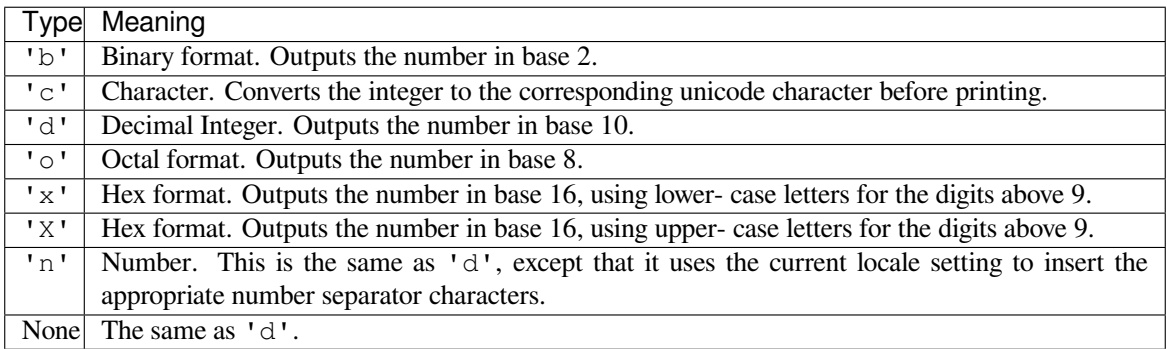 Type Meaning
'b' Binary format. Outputs the number in base 2.
'c' Character. Converts the integer to the corresponding unicode character before printing.
'd' Decimal Integer. Outputs the number in base 10.
'o' Octal format. Outputs the number in base 8.
'x' Hex format. Outputs the number in base 16, using lower- case letters for the digits above 9.
'X' Hex format. Outputs the number in base 16, using upper- case letters for the digits above 9.
'n' Number. This is the same as 'd', except that it uses the current locale setting to insert the
appropriate number separator characters.
None The same as 'd'.